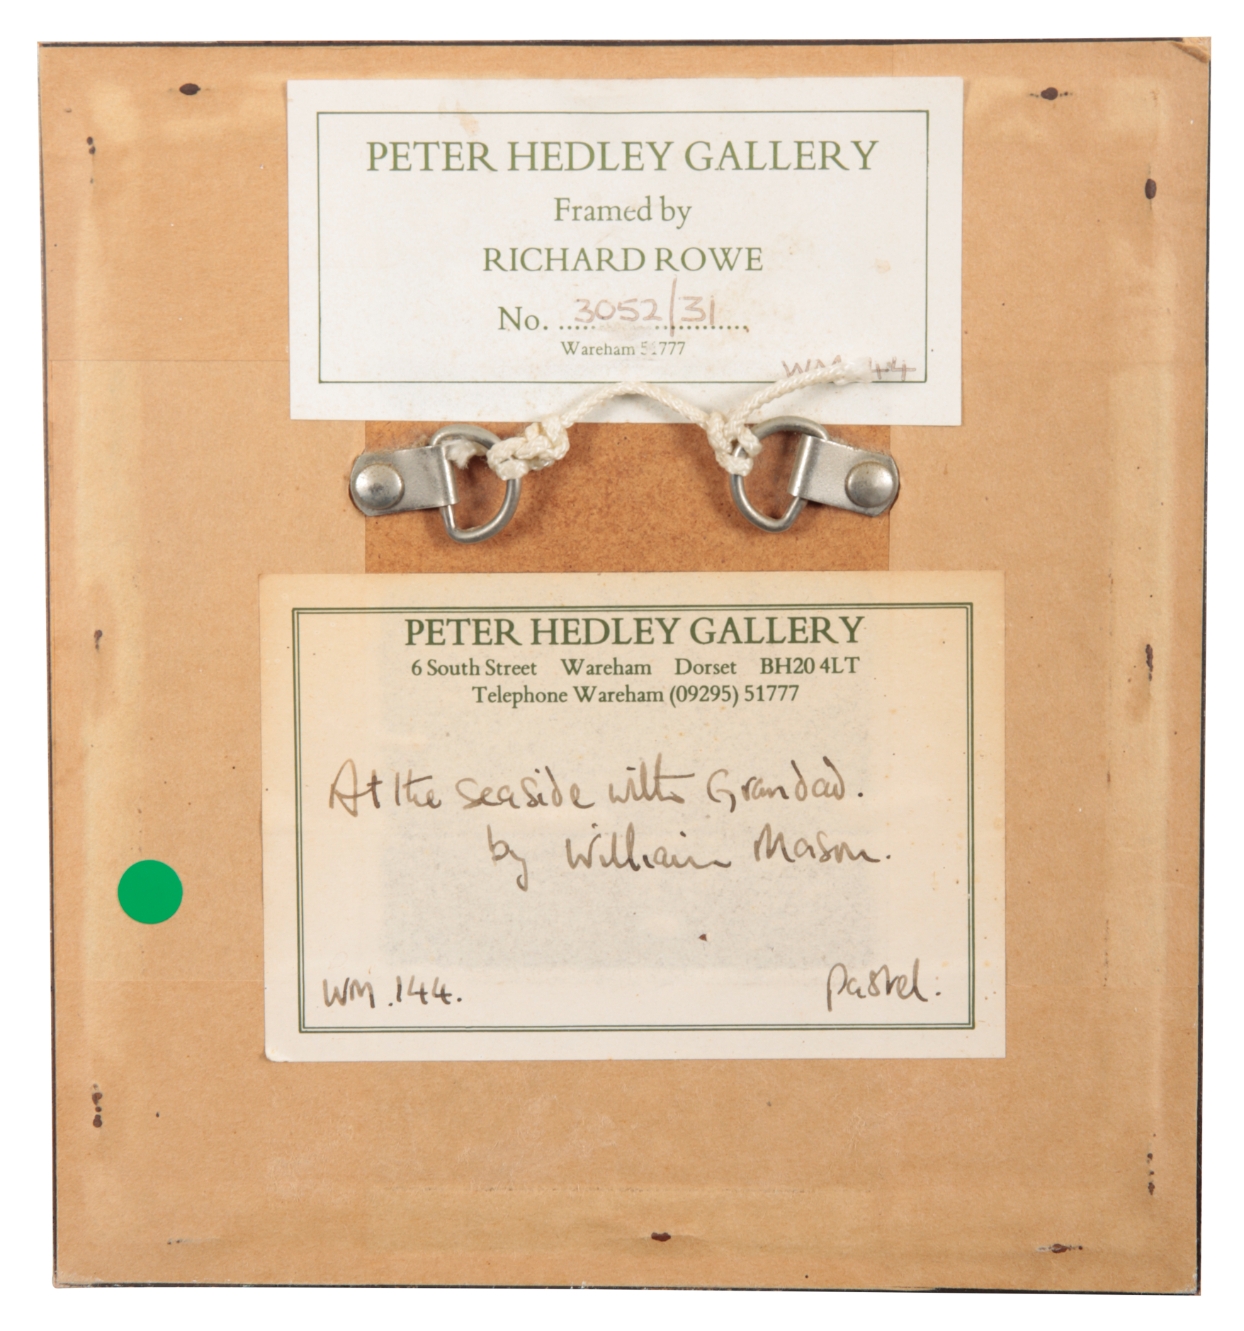 PETER HEDLEY GALLERY
Framed by
RICHARD ROWE
No. 3052/31
Wareham 51777
PETER HEDLEY GALLERY
6 South Street Wareham Dorset BH20 4LT
Telephone Wareham (09295) 51777
At the seaside with Grandad.
by William Mason.
WM.144.
Pastel.